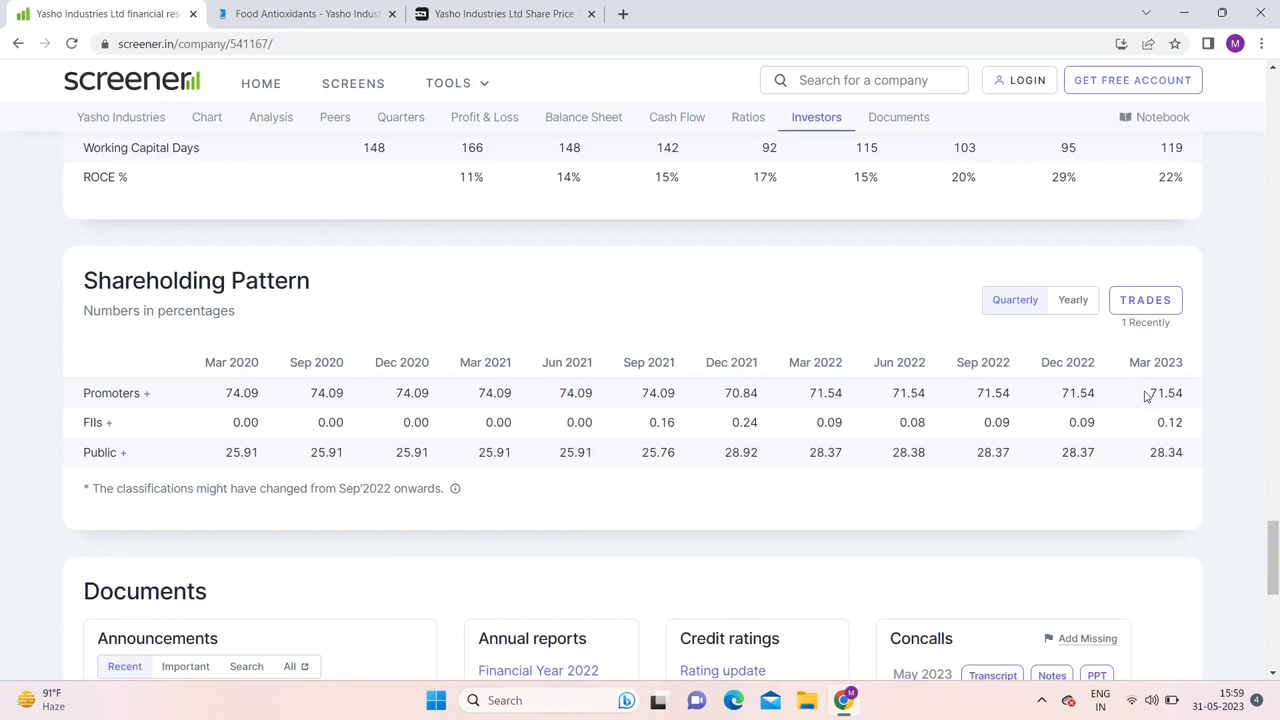 Yasho Industries Ltd financial res
Food Antioxidants - Yasho Indust
Yasho Industries Ltd Share Price T
screener.in/company/541167/
M
screener
HOME
SCREENS
TOOLS
Search for a company
LOGIN
GET FREE ACCOUNT
Yasho Industries Chart Analysis Peers Quarters Profit & Loss Balance Sheet Cash Flow Ratios Investors Documents Notebook
Working Capital Days 148 166 148 142 92 115 103 95 119
ROCE % 11% 14% 15% 17% 15% 20% 29% 22%
Shareholding Pattern
Numbers in percentages
Quarterly Yearly
TRADES
1 Recently
Mar 2020 Sep 2020 Dec 2020 Mar 2021 Jun 2021 Sep 2021 Dec 2021 Mar 2022 Jun 2022 Sep 2022 Dec 2022 Mar 2023
Promoters + 74.09 74.09 74.09 74.09 74.09 74.09 70.84 71.54 71.54 71.54 71.54 71.54
FIIs + 0.00 0.00 0.00 0.00 0.00 0.16 0.24 0.09 0.08 0.09 0.09 0.12
Public + 25.91 25.91 25.91 25.91 25.91 25.76 28.92 28.37 28.38 28.37 28.37 28.34
* The classifications might have changed from Sep'2022 onwards.
Documents
Announcements
Recent Important Search All
Annual reports
Financial Year 2022
Credit ratings
Rating update
Concalls
Add Missing
May 2023 Transcript Notes PPT
91°F
Haze
Search
M
ENG
IN
15:59
31-05-2023
4